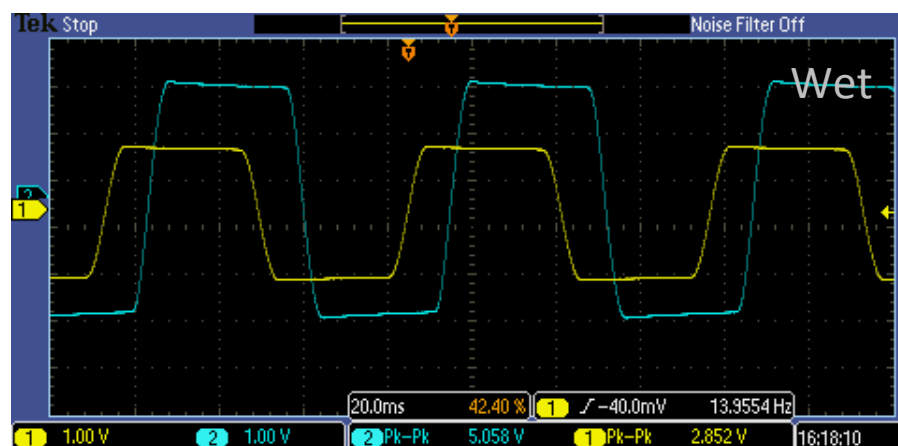 Tek Stop Noise Filter Off
Wet
2
1
20.0ms 42.40 % 1 -40.0mV 13.9554 Hz
1 1.00 V 2 1.00 V 2 Pk-Pk 5.058 V 1 Pk-Pk 2.852 V 16:18:10